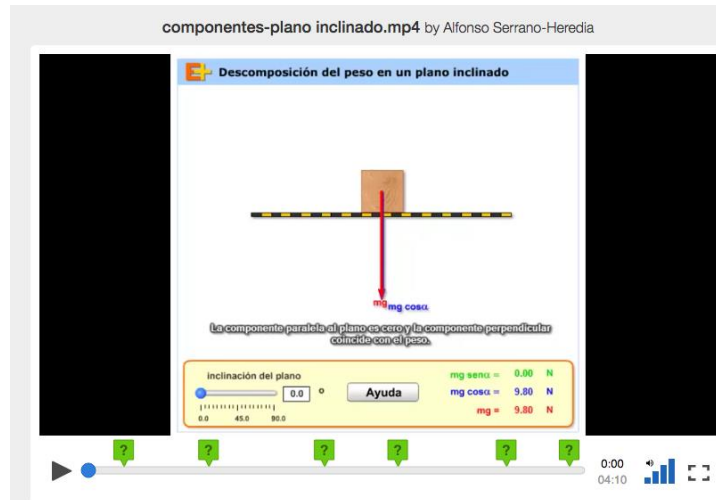 componentes-plano inclinado.mp4 by Alfonso Serrano-Heredia
E+ Descomposición del peso en un plano inclinado
mg mg cosα
La componente paralela al plano es cero y la componente perpendicular
coincide con el peso.
inclinación del plano
0.0 º
0.0 45.0 90.0
Ayuda
mg senα = 0.00 N
mg cosα = 9.80 N
mg = 9.80 N
? ? ? ? ? ?
0:00
04:10